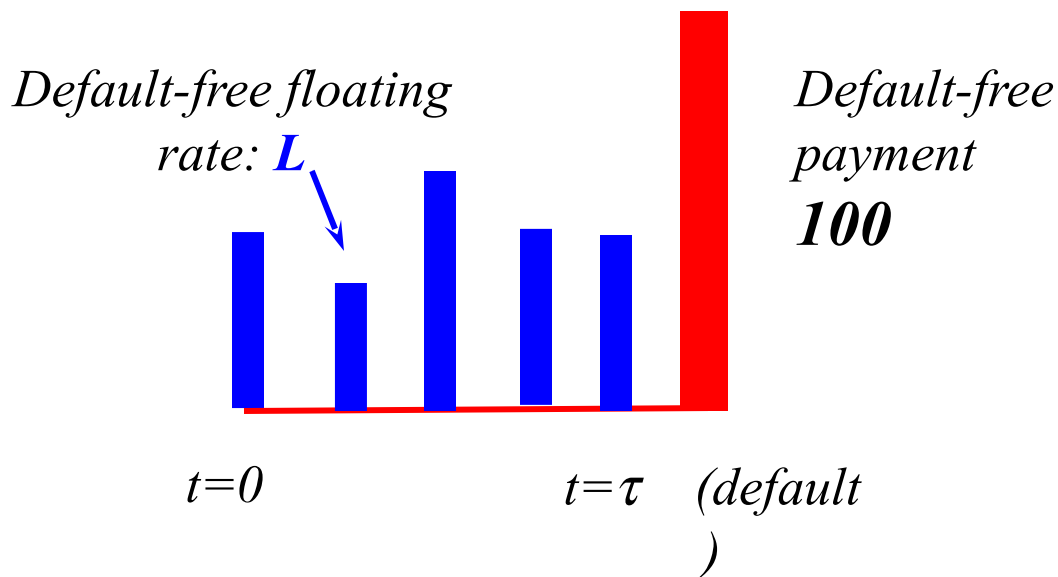 Default-free floating
rate: L
Default-free
payment
100
t=0
t=τ
(default
)